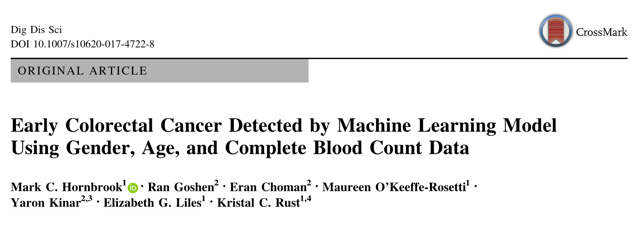 Dig Dis Sci
DOI 10.1007/s10620-017-4722-8
CrossMark
ORIGINAL ARTICLE
Early Colorectal Cancer Detected by Machine Learning Model
Using Gender, Age, and Complete Blood Count Data
Mark C. Hornbrook1 iD · Ran Goshen2 · Eran Choman2 · Maureen O'Keeffe-Rosetti1 ·
Yaron Kinar2,3 · Elizabeth G. Liles1 · Kristal C. Rust1,4